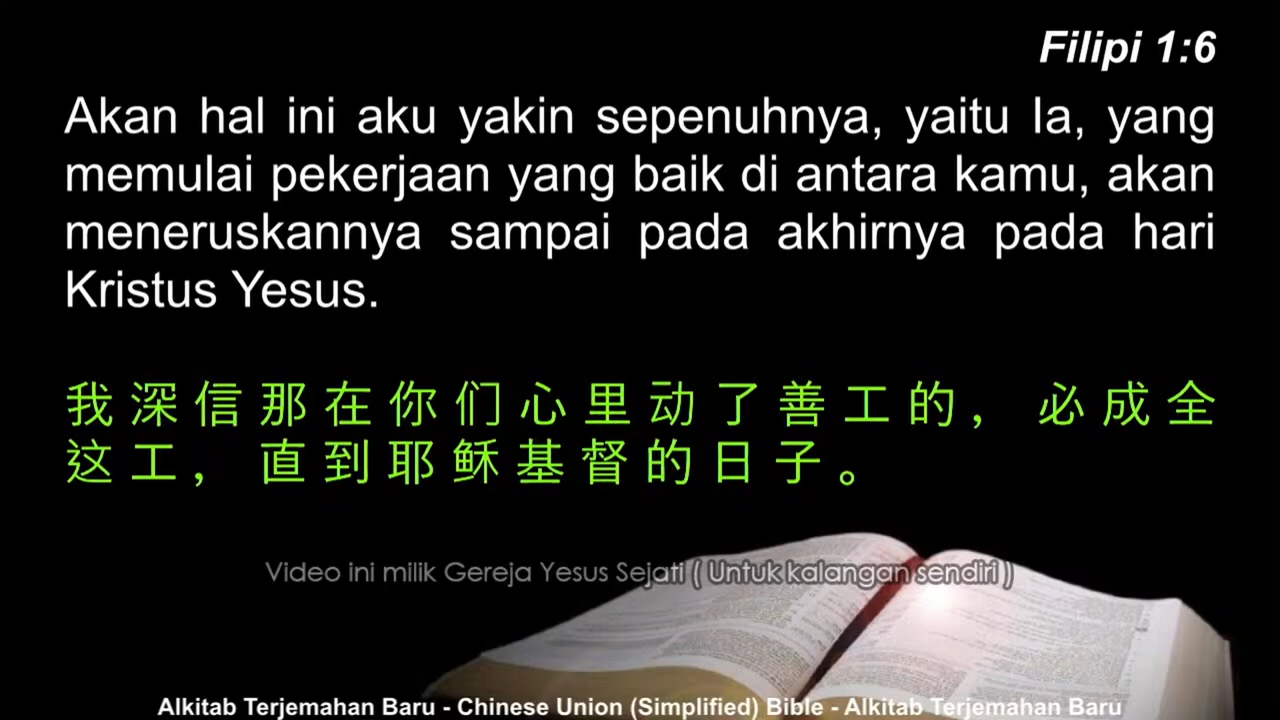 Filipi 1:6
Akan hal ini aku yakin sepenuhnya, yaitu Ia, yang
memulai pekerjaan yang baik di antara kamu, akan
meneruskannya sampai pada akhirnya pada hari
Kristus Yesus.
我深信那在你们心里动了善工的, 必成全
这工, 直到耶稣基督的日子。
Video ini milik Gereja Yesus Sejati ( Untuk kalangan sendiri )
Alkitab Terjemahan Baru - Chinese Union (Simplified) Bible - Alkitab Terjemahan Baru